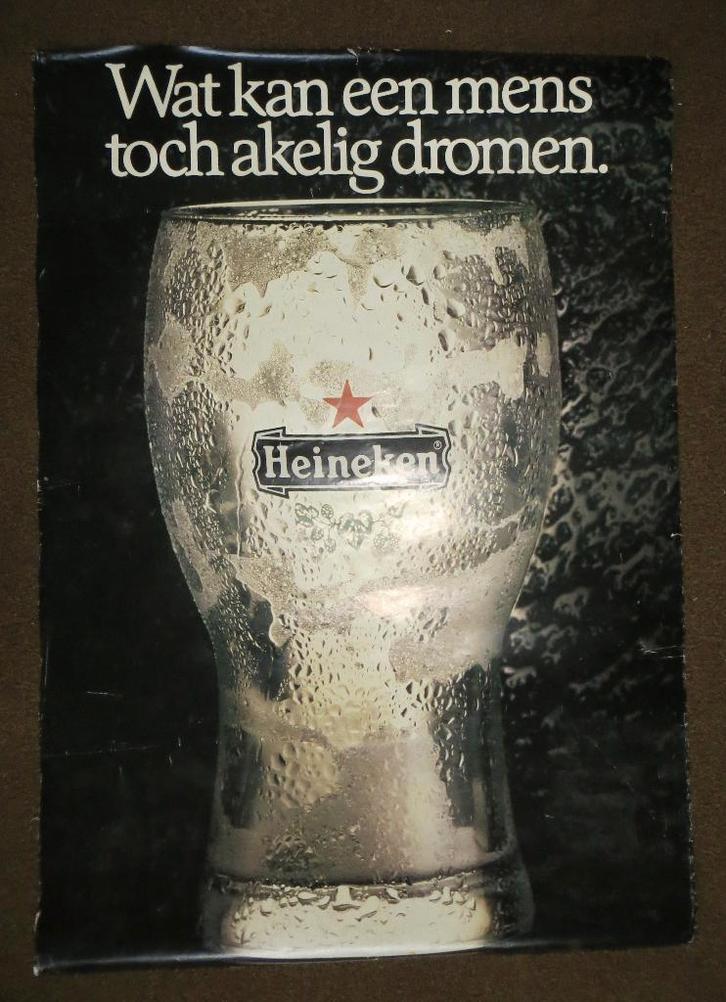 Wat kan een mens
toch akelig dromen.
Heineken®